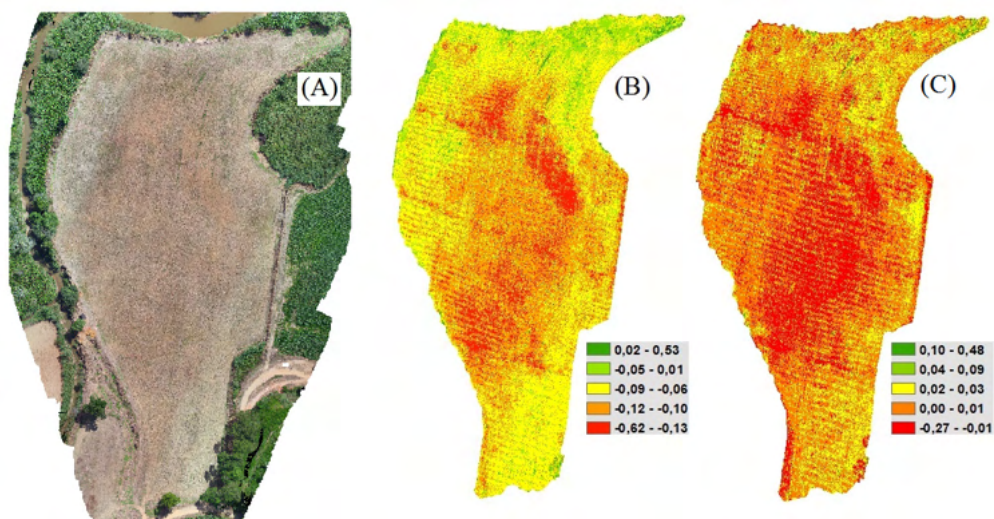 (A)
(B)
(C)
0,02 - 0,53
-0,05 - 0,01
-0,09 - -0,06
-0,12 - -0,10
-0,62 - -0,13
0,10 - 0,48
0,04 - 0,09
0,02 - 0,03
0,00 - 0,01
-0,27 - -0,01